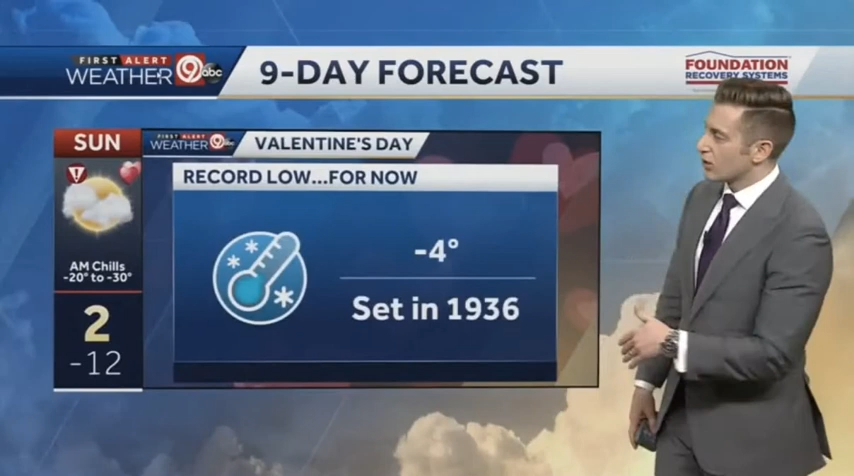 FIRST ALERT
WEATHER 9 abc
9-DAY FORECAST
FOUNDATION
RECOVERY SYSTEMS
SUN
!
AM Chills
-20° to -30°
2
-12
FIRST ALERT
WEATHER 9
VALENTINE'S DAY
RECORD LOW...FOR NOW
-4°
Set in 1936